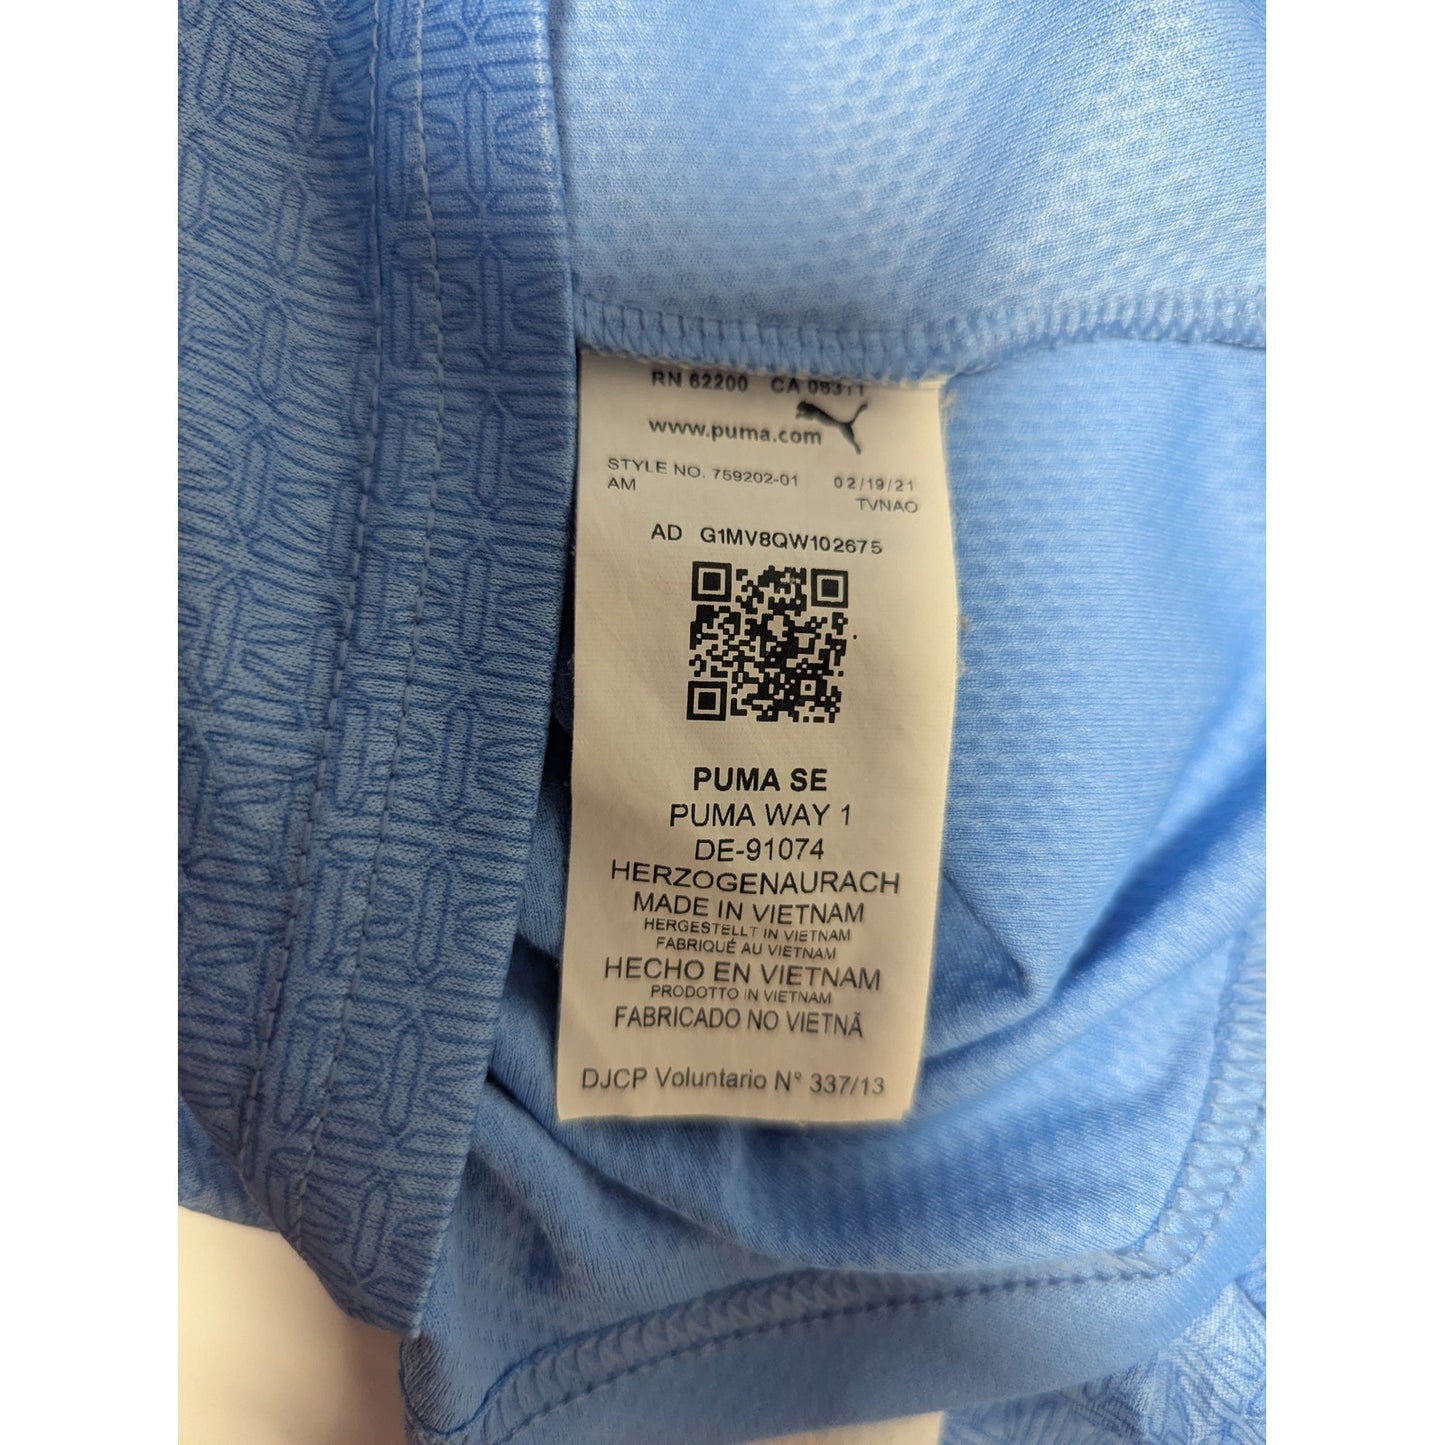 RN 62200 CA 08311
www.puma.com
STYLE NO. 759202-01 02/19/21
AM TVNAO
AD G1MV8QW102675
PUMA SE
PUMA WAY 1
DE-91074
HERZOGENAURACH
MADE IN VIETNAM
HERGESTELLT IN VIETNAM
FABRIQUÉ AU VIETNAM
HECHO EN VIETNAM
PRODOTTO IN VIETNAM
FABRICADO NO VIETNÃ
DJCP Voluntario N° 337/13